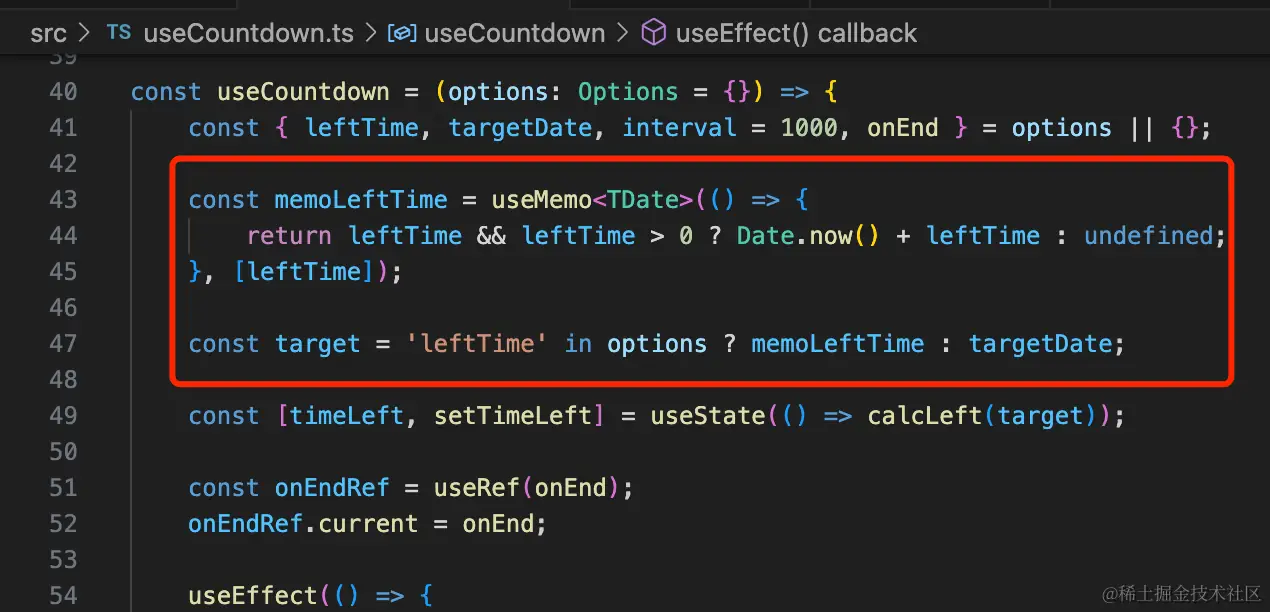 src > TS useCountdown.ts > useCountdown > useEffect() callback
39
40 const useCountdown = (options: Options = {}) => {
41 const { leftTime, targetDate, interval = 1000, onEnd } = options || {};
42
43 const memoLeftTime = useMemo<TDate>(() => {
44 return leftTime && leftTime > 0 ? Date.now() + leftTime : undefined;
45 }, [leftTime]);
46
47 const target = 'leftTime' in options ? memoLeftTime : targetDate;
48
49 const [timeLeft, setTimeLeft] = useState(() => calcLeft(target));
50
51 const onEndRef = useRef(onEnd);
52 onEndRef.current = onEnd;
53
54 useEffect(() => {
@稀土掘金技术社区